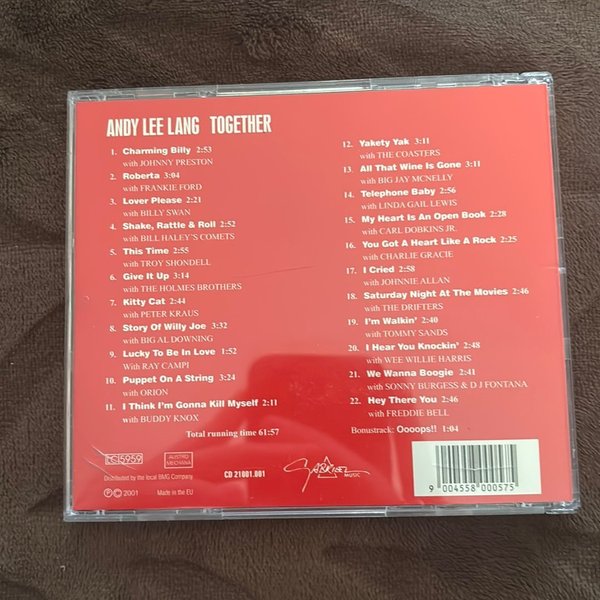 ANDY LEE LANG TOGETHER
1. Charming Billy 2:53
with JOHNNY PRESTON
2. Roberta 3:04
with FRANKIE FORD
3. Lover Please 2:21
with BILLY SWAN
4. Shake, Rattle & Roll 2:52
with BILL HALEY'S COMETS
5. This Time 2:55
with TROY SHONDELL
6. Give It Up 3:14
with THE HOLMES BROTHERS
7. Kitty Cat 2:44
with PETER KRAUS
8. Story Of Willy Joe 3:32
with BIG AL DOWNING
9. Lucky To Be In Love 1:52
with RAY CAMPI
10. Puppet On A String 3:24
with ORION
11. I Think I'm Gonna Kill Myself 2:11
with BUDDY KNOX
12. Yakety Yak 3:11
with THE COASTERS
13. All That Wine Is Gone 3:11
with BIG JAY MCNELLY
14. Telephone Baby 2:56
with LINDA GAIL LEWIS
15. My Heart Is An Open Book 2:28
with CARL DOBKINS JR.
16. You Got A Heart Like A Rock 2:25
with CHARLIE GRACIE
17. I Cried 2:58
with JOHNNIE ALLAN
18. Saturday Night At The Movies 2:46
with THE DRIFTERS
19. I'm Walkin' 2:40
with TOMMY SANDS
20. I Hear You Knockin' 2:48
with WEE WILLIE HARRIS
21. We Wanna Boogie 2:41
with SONNY BURGESS & D J FONTANA
22. Hey There You 2:46
with FREDDIE BELL
Total running time 61:57
Bonustrack: Oooops!! 1:04
LC 5959
AUSTRO MECHANA
CD 21001.001
MUSIC
Distributed by the local BMG Company
℗ © 2001 Made in the EU
9 004558 000575